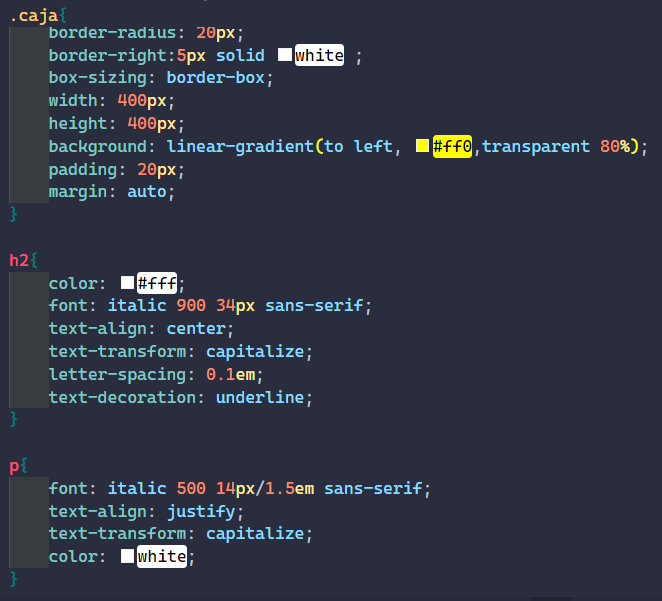 .caja{
border-radius: 20px;
border-right:5px solid white ;
box-sizing: border-box;
width: 400px;
height: 400px;
background: linear-gradient(to left, #ff0,transparent 80%);
padding: 20px;
margin: auto;
}
h2{
color: #fff;
font: italic 900 34px sans-serif;
text-align: center;
text-transform: capitalize;
letter-spacing: 0.1em;
text-decoration: underline;
}
p{
font: italic 500 14px/1.5em sans-serif;
text-align: justify;
text-transform: capitalize;
color: white;
}